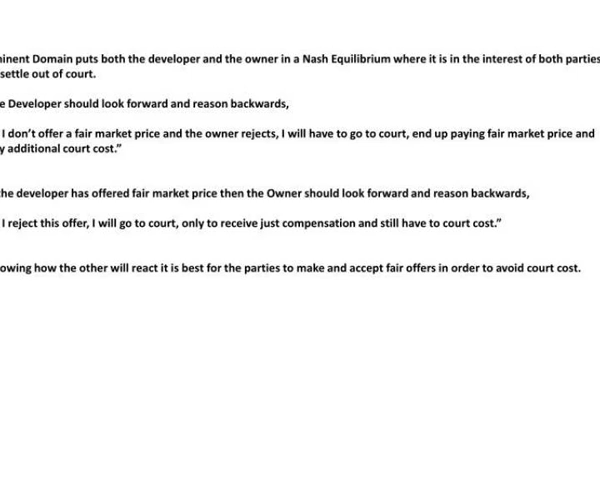 minent Domain puts both the developer and the owner in a Nash Equilibrium where it is in the interest of both parties
settle out of court.
e Developer should look forward and reason backwards,
I don't offer a fair market price and the owner rejects, I will have to go to court, end up paying fair market price and
y additional court cost."
the developer has offered fair market price then the Owner should look forward and reason backwards,
I reject this offer, I will go to court, only to receive just compensation and still have to court cost."
owing how the other will react it is best for the parties to make and accept fair offers in order to avoid court cost.